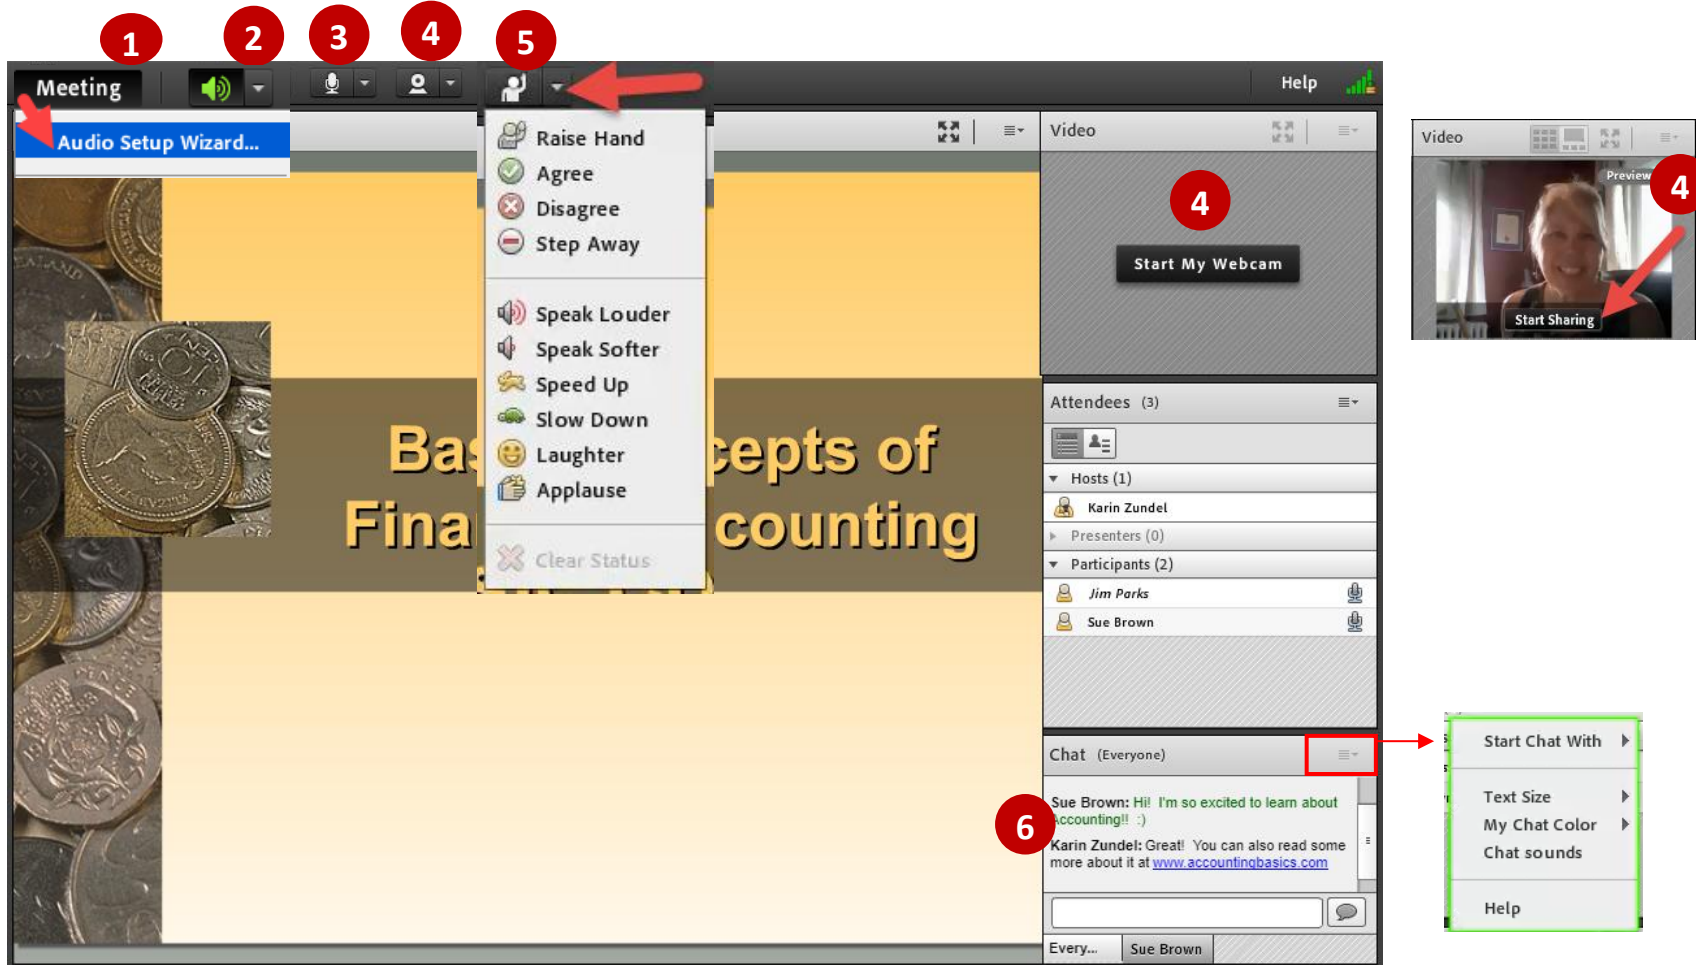 1
2
3
4
5
Meeting
Help
Audio Setup Wizard...
Raise Hand
Agree
Disagree
Step Away
Speak Louder
Speak Softer
Speed Up
Slow Down
Laughter
Applause
Clear Status
Bas cepts of
Fina counting
Video
4
Start My Webcam
Attendees (3)
Hosts (1)
Karin Zundel
Presenters (0)
Participants (2)
Jim Parks
Sue Brown
Chat (Everyone)
6
Sue Brown: Hi! I'm so excited to learn about
Accounting!! :)
Karin Zundel: Great! You can also read some
more about it at www.accountingbasics.com
Every...
Sue Brown
Video
Preview
4
Start Sharing
Start Chat With
Text Size
My Chat Color
Chat sounds
Help